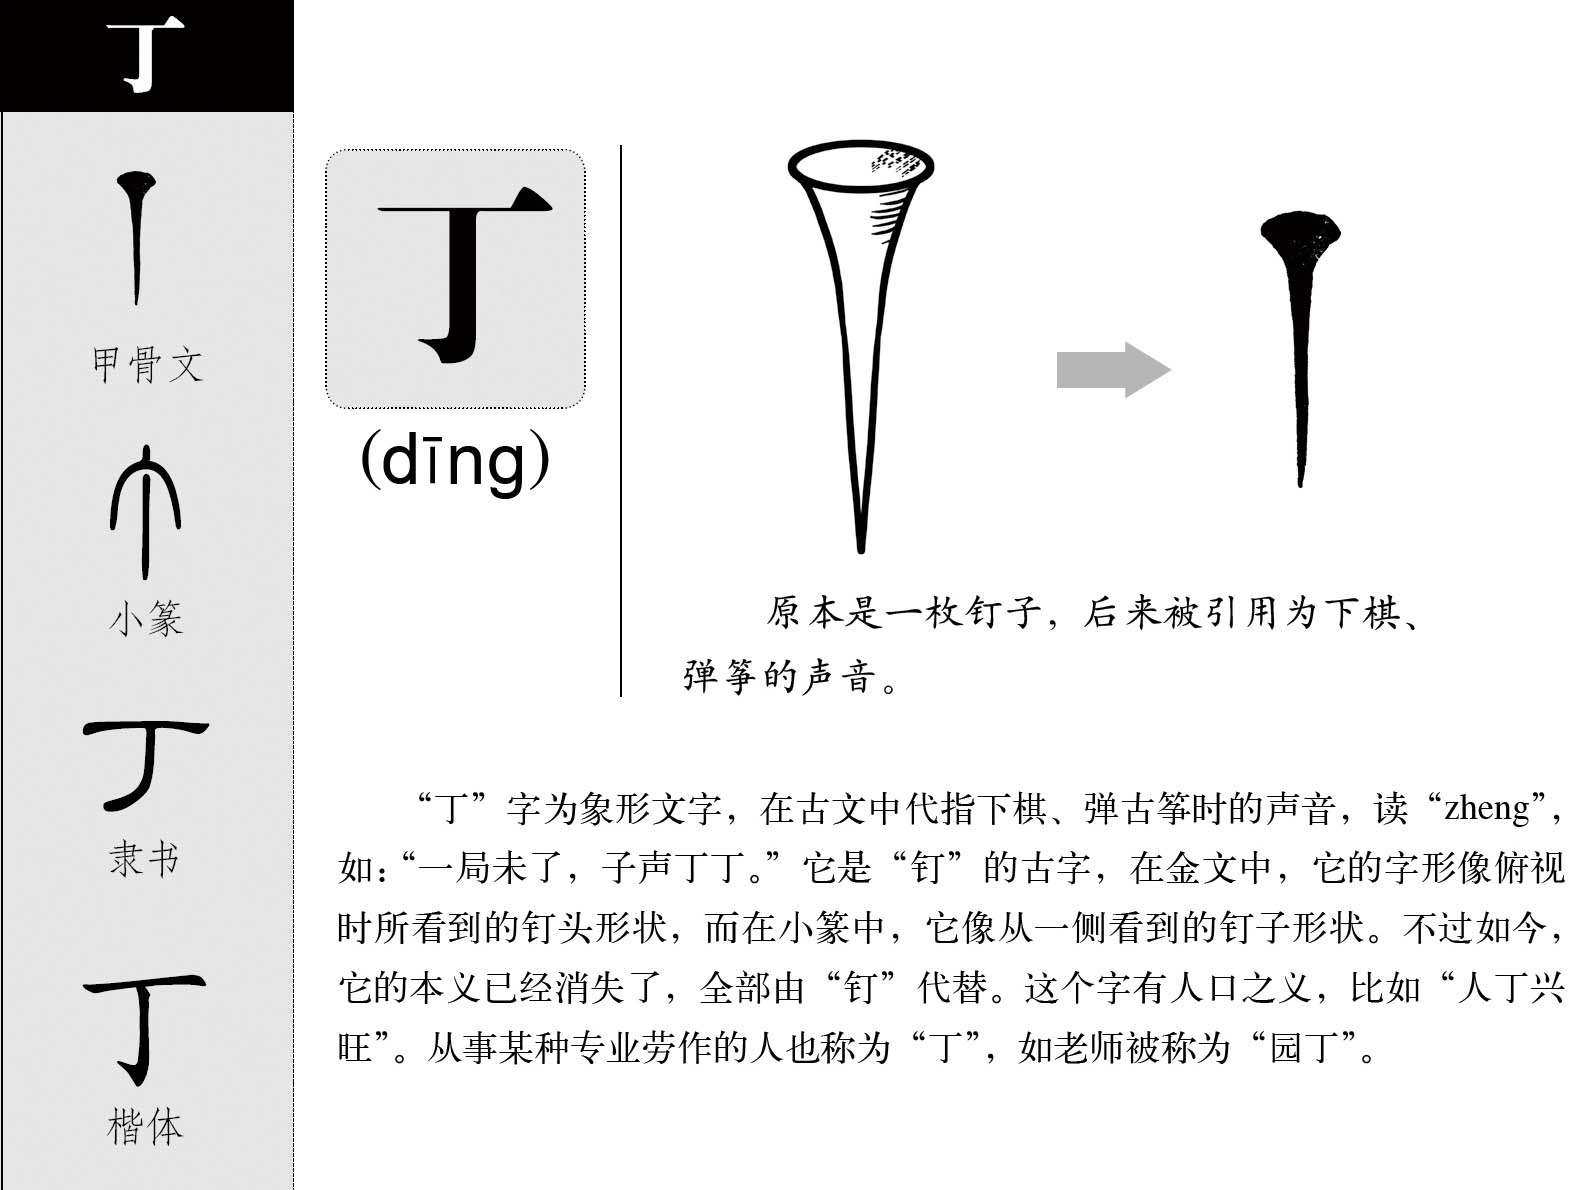 丁
甲骨文
小篆
隶书
楷体
丁
(dīng)
原本是一枚钉子，后来被引用为下棋、
弹筝的声音。
“丁”字为象形文字，在古文中代指下棋、弹古筝时的声音，读“zheng”，
如：“一局未了，子声丁丁。”它是“钉”的古字，在金文中，它的字形像俯视
时所看到的钉头形状，而在小篆中，它像从一侧看到的钉子形状。不过如今，
它的本义已经消失了，全部由“钉”代替。这个字有人口之义，比如“人丁兴
旺”。从事某种专业劳作的人也称为“丁”，如老师被称为“园丁”。